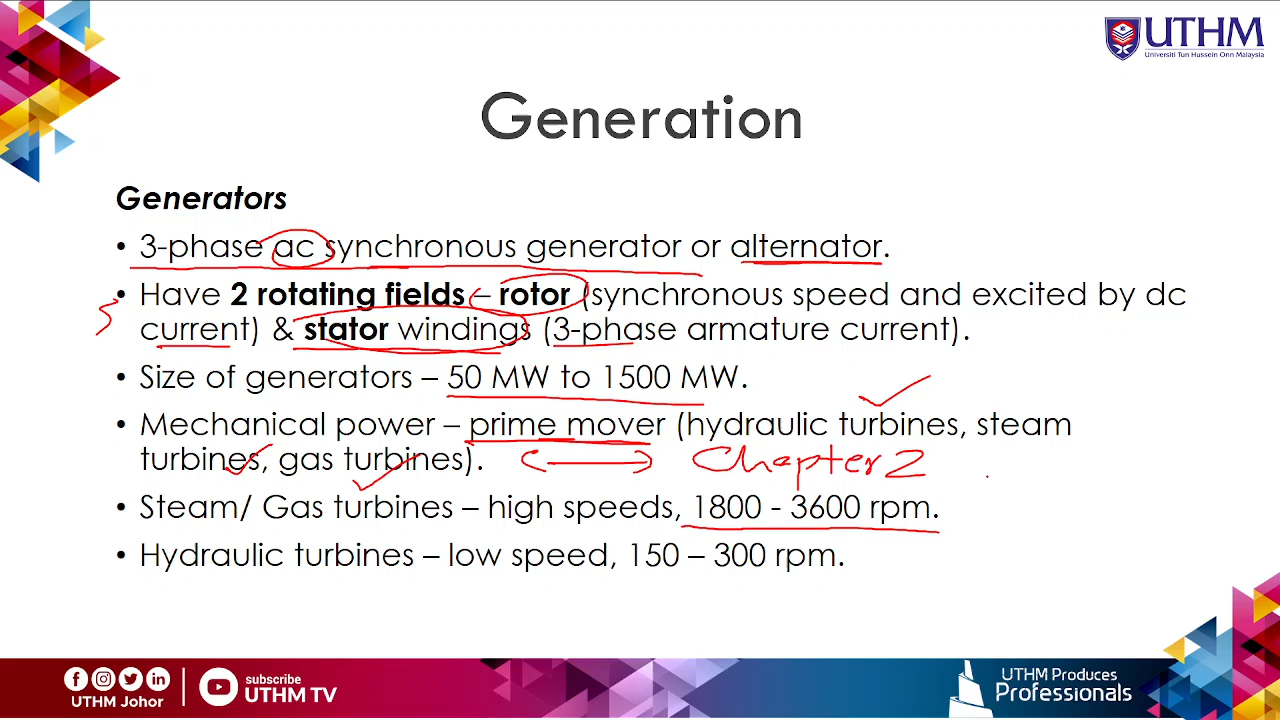 UTHM
Universiti Tun Hussein Onn Malaysia
Generation
Generators
• 3-phase ac synchronous generator or alternator.
• Have 2 rotating fields – rotor (synchronous speed and excited by dc
current) & stator windings (3-phase armature current).
• Size of generators – 50 MW to 1500 MW.
• Mechanical power – prime mover (hydraulic turbines, steam
turbines, gas turbines).
Chapter 2
• Steam/ Gas turbines – high speeds, 1800 - 3600 rpm.
• Hydraulic turbines – low speed, 150 – 300 rpm.
UTHM Johor
subscribe
UTHM TV
UTHM Produces
Professionals